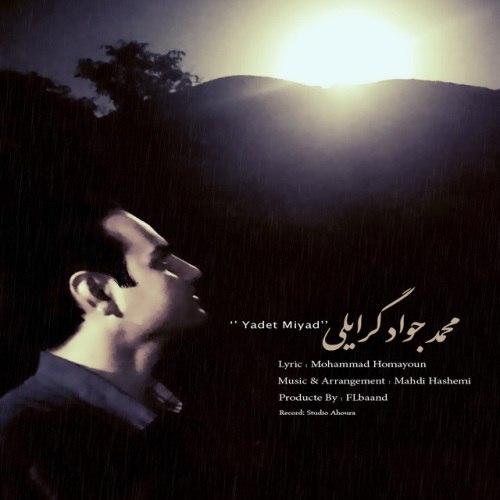 ‘’ Yadet Miyad’’ محمد جواد گرایلی
Lyric : Mohammad Homayoun
Music & Arrangement : Mahdi Hashemi
Producte By : FLbaand
Record: Studio Ahoura